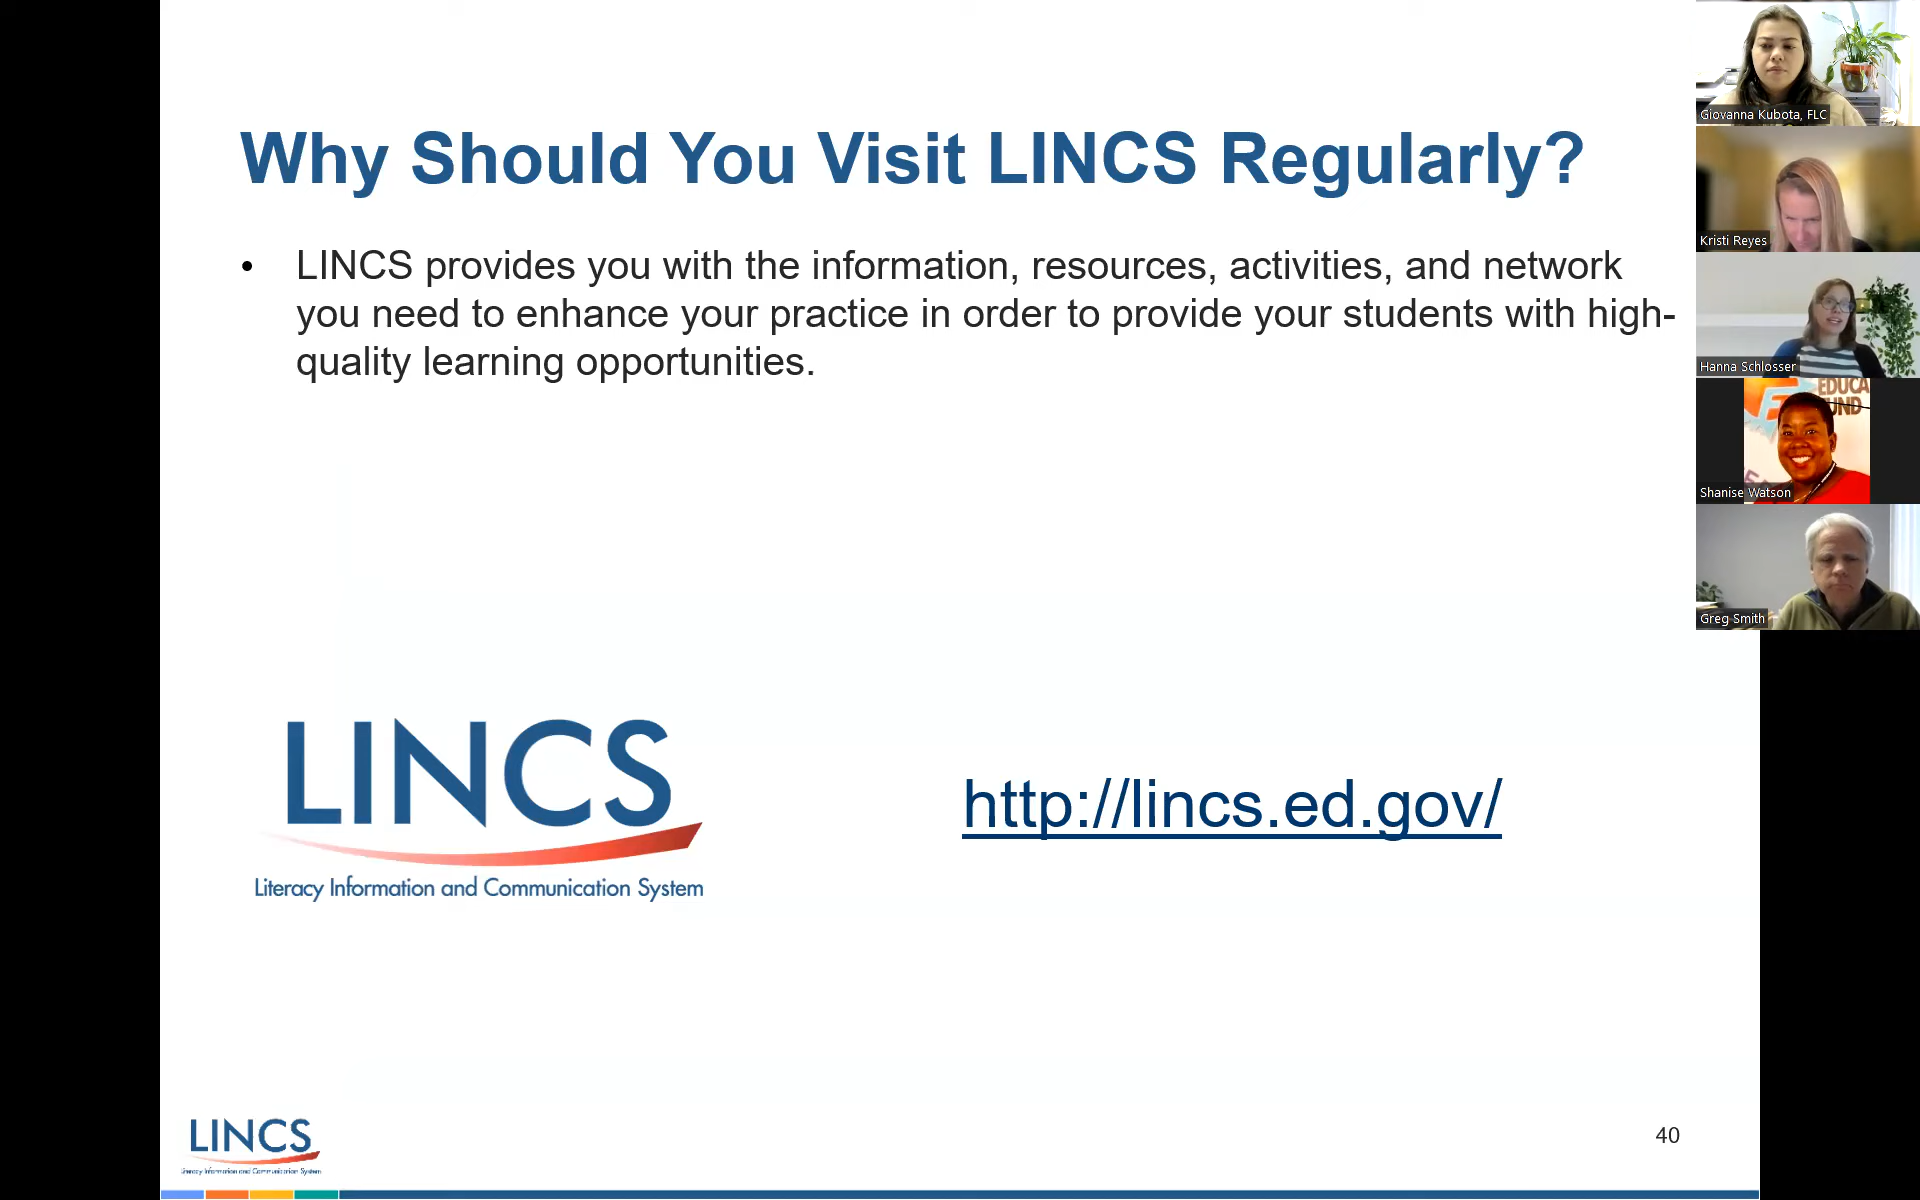 Why Should You Visit LINCS Regularly?
• LINCS provides you with the information, resources, activities, and network
you need to enhance your practice in order to provide your students with high-
quality learning opportunities.
LINCS
Literacy Information and Communication System
http://lincs.ed.gov/
LINCS
Literacy Information and Communication System
40
Giovanna Kubota, FLC
Kristi Reyes
Hanna Schlosser
EDUCA
UND
Shanise Watson
Greg Smith